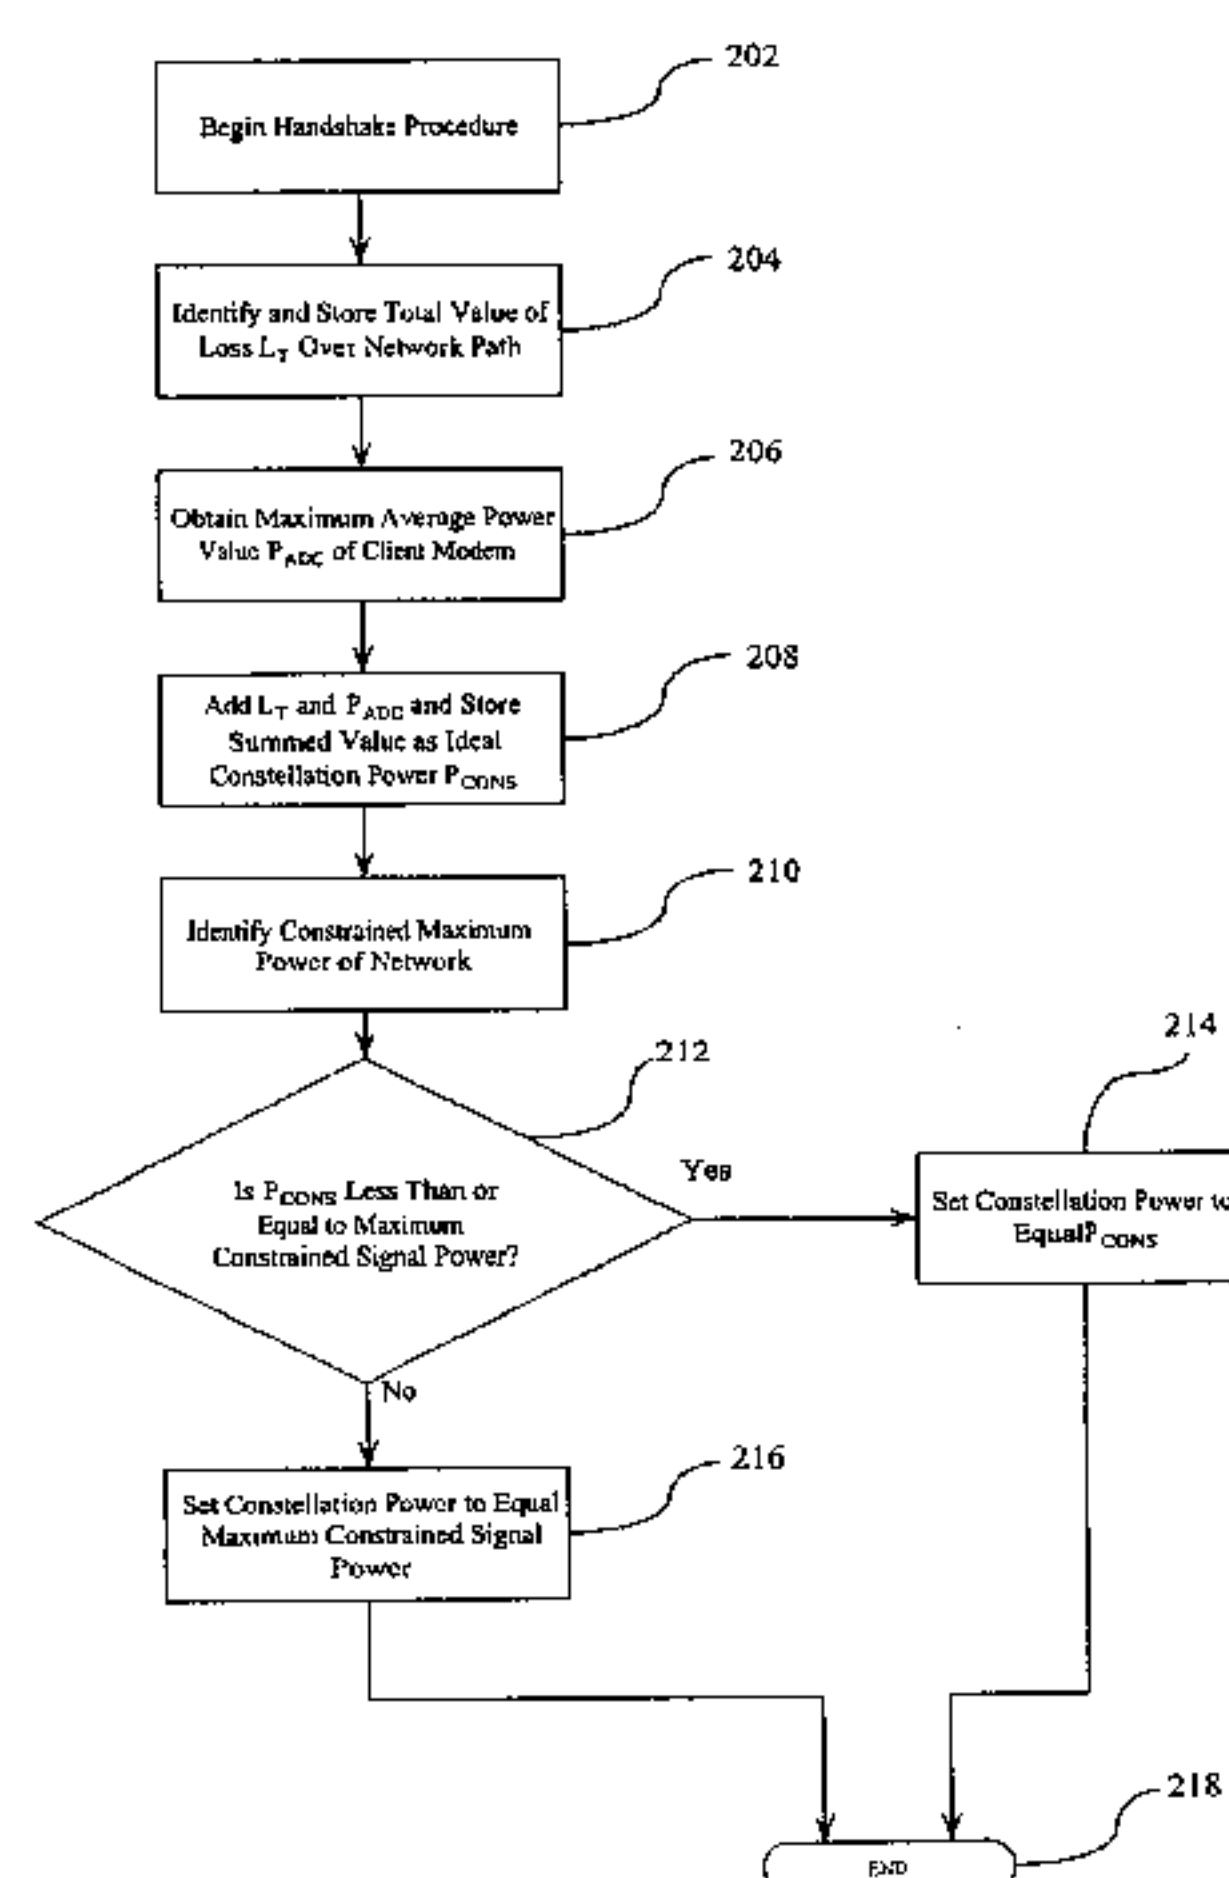 202
Begin Handshake Procedure
204
Identify and Store Total Value of
Loss L_T Over Network Path
206
Obtain Maximum Average Power
Value P_ADC of Client Modem
208
Add L_T and P_ADC and Store
Summed Value as Ideal
Constellation Power P_CONS
210
Identify Constrained Maximum
Power of Network
212
Is P_CONS Less Than or
Equal to Maximum
Constrained Signal Power?
Yes
214
Set Constellation Power to
Equal P_CONS
No
216
Set Constellation Power to Equal
Maximum Constrained Signal
Power
218
END